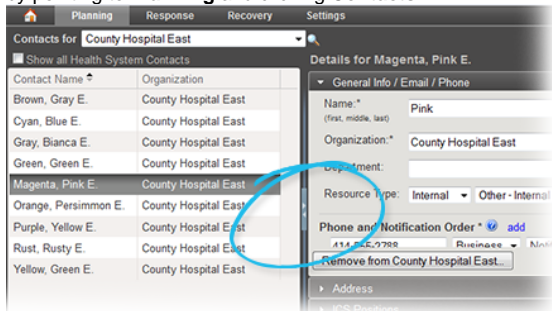 Planning Response Recovery Settings
Contacts for County Hospital East
Show all Health System Contacts
Contact Name Organization
Brown, Gray E. County Hospital East
Cyan, Blue E. County Hospital East
Gray, Bianca E. County Hospital East
Green, Green E. County Hospital East
Magenta, Pink E. County Hospital East
Orange, Persimmon E. County Hospital East
Purple, Yellow E. County Hospital East
Rust, Rusty E. County Hospital East
Yellow, Green E. County Hospital East
Details for Magenta, Pink E.
General Info / Email / Phone
Name:* Pink
(first, middle, last)
Organization:* County Hospital East
Department:
Resource Type: Internal Other - Internal
Phone and Notification Order * add
414-555-2788 Business
Remove from County Hospital East...
Address
ICS Positions